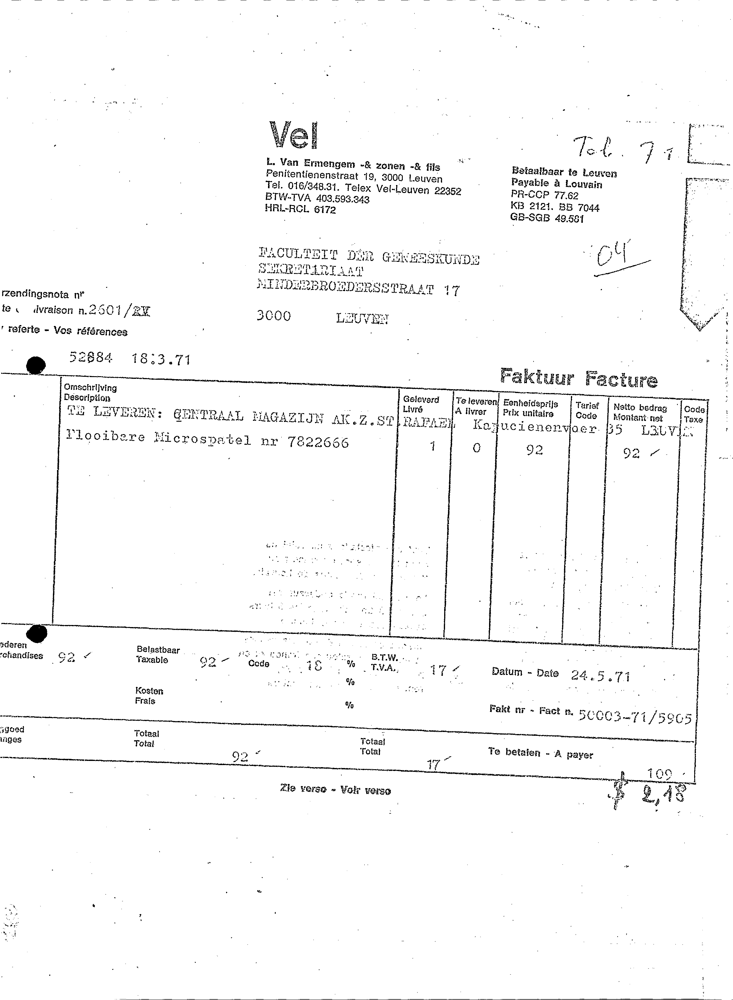 Vel
L. Van Ermengem -& zonen -& fils
Penitentienenstraat 19, 3000 Leuven
Tel. 016/348.31. Telex Vel-Leuven 22352
BTW-TVA 403.593.343
HRL-RCL 6172
Betaalbaar te Leuven
Payable à Louvain
PR-CCP 77.62
KB 2121. BB 7044
GB-SGB 49.581
04
FACULTEIT DER GENEESKUNDE
SEKRETARIAAT
MINDERBROEDERSSTRAAT 17
3000 LEUVEN
rzendingsnota nr
te ivraison n. 2601/RV
referte - Vos références
52884 18.3.71
Faktuur Facture
Omschrijving
Description
Geleverd
Livré
Te leveren
A livrer
Eenheidsprijs
Prix unitaire
Tarief
Code
Netto bedrag
Montant net
Code
Taxe
TE LEVEREN: CENTRAAL MAGAZIJN AK.Z.ST RAFAEL Kapucienenvoer 35 LEUVEN
Plooibare Microspatel nr 7822666 1 0 92 92
ederen
rchandises 92
Belastbaar
Taxable 92
Code 18 %
B.T.W.
T.V.A. 17
Datum - Date 24.5.71
Kosten
Frais
%
%
Fakt nr - Fact n. 50003-71/5905
goed
anges
Totaal
Total 92
Totaal
Total 17
Te betalen - A payer 109
$ 2,18
Zie verso - Voir verso